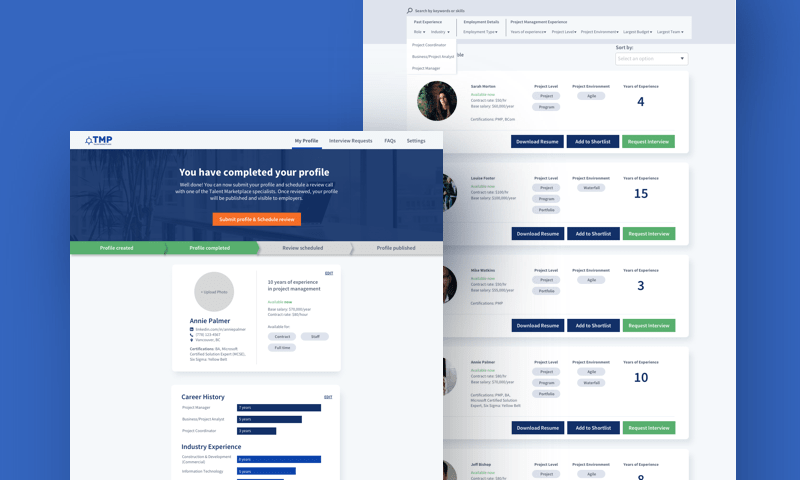 Search by keywords or skills
Past Experience
Employment Details
Project Management Experience
Role
Industry
Employment Type
Years of experience
Project Level
Project Environment
Largest Budget
Largest Team
Project Coordinator
Business/Project Analyst
Project Manager
Sort by:
Select an option
Sarah Morton
Available now
Contract rate: $90/hr
Certifications: PMP, BComm
Project Level
Project
Program
Project Environment
Agile
Years of Experience
4
Download Resume
Add to Shortlist
Request Interview
Louise Foster
Available now
Contract rate: $100/hr
Base salary: $100,000/year
Project Level
Project
Program
Portfolio
Project Environment
Waterfall
Years of Experience
15
Download Resume
Add to Shortlist
Request Interview
Mike Watkins
Available now
Base salary: $55,000/year
Certifications: PMP
Project Level
Project
Portfolio
Project Environment
Agile
Years of Experience
3
Download Resume
Add to Shortlist
Request Interview
Annie Palmer
Available now
Contract rate: $80/hr
Base salary: $70,000/year
Certifications: PMP, BA,
Microsoft Certified Solution
Expert, Six Sigma: Yellow Belt
Project Level
Project
Program
Portfolio
Project Environment
Agile
Waterfall
Years of Experience
10
Download Resume
Add to Shortlist
Request Interview
Jeff Bishop
Available now
Project Level
Project
Project Environment
Agile
Years of Experience
TMP
My Profile
Interview Requests
FAQs
Settings
You have completed your profile
Well done! You can now submit your profile and schedule a review call
with one of the Talent Marketplace specialists. Once reviewed, your profile
will be published and visible to employers.
Submit profile & Schedule review
Profile created
Profile completed
Review scheduled
Profile published
+ Upload Photo
Annie Palmer
linkedin.com/in/anniepalmer
(778) 123-4567
Vancouver, BC
Certifications: BA, Microsoft
Certified Solution Expert (MCSE),
Six Sigma: Yellow Belt
EDIT
10 years of experience
in project management
Available now
Base salary: $70,000/year
Contract rate: $80/hour
Available for:
Contract
Staff
Full time
Career History
EDIT
Project Manager
7 years
Business/Project Analyst
5 years
Project Coordinator
3 years
Industry Experience
Construction & Development
(Commercial)
8 years
Information Technology
5 years